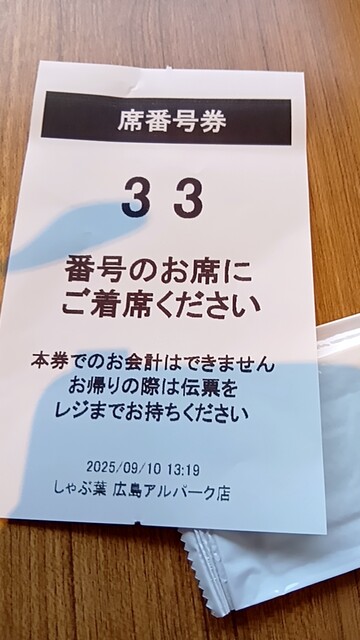 席番号券
33
番号のお席に
ご着席ください
本券でのお会計はできません
お帰りの際は伝票を
レジまでお持ちください
2025/09/10 13:19
しゃぶ葉 広島アルパーク店